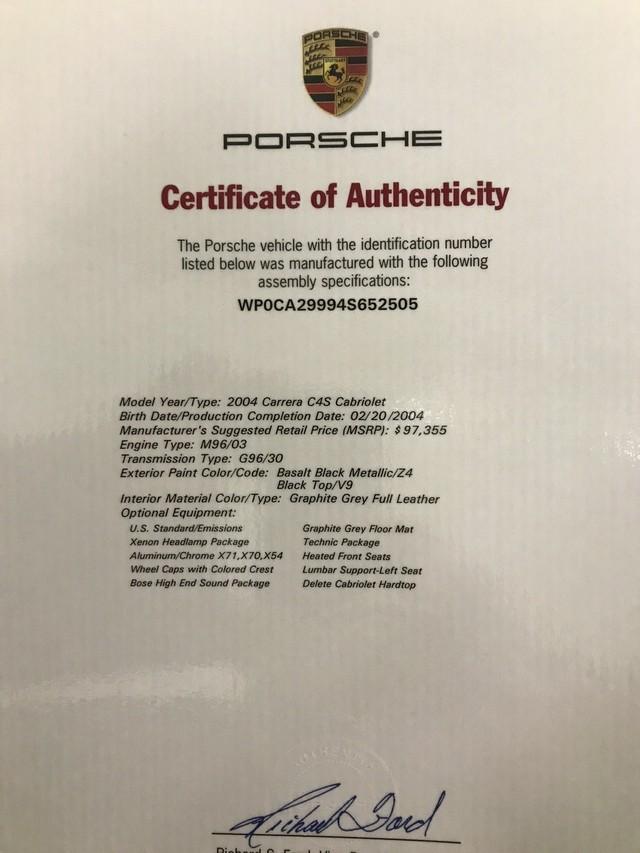 PORSCHE
PORSCHE
Certificate of Authenticity
The Porsche vehicle with the identification number
listed below was manufactured with the following
assembly specifications:
WP0CA29994S652505
Model Year/Type: 2004 Carrera C4S Cabriolet
Birth Date/Production Completion Date: 02/20/2004
Manufacturer's Suggested Retail Price (MSRP): $97,355
Engine Type: M96/03
Transmission Type: G96/30
Exterior Paint Color/Code: Basalt Black Metallic/Z4
Black Top/V9
Interior Material Color/Type: Graphite Grey Full Leather
Optional Equipment:
U.S. Standard/Emissions
Xenon Headlamp Package
Aluminum/Chrome X71,X70,X54
Wheel Caps with Colored Crest
Bose High End Sound Package
Graphite Grey Floor Mat
Technic Package
Heated Front Seats
Lumbar Support-Left Seat
Delete Cabriolet Hardtop
Richard Ford